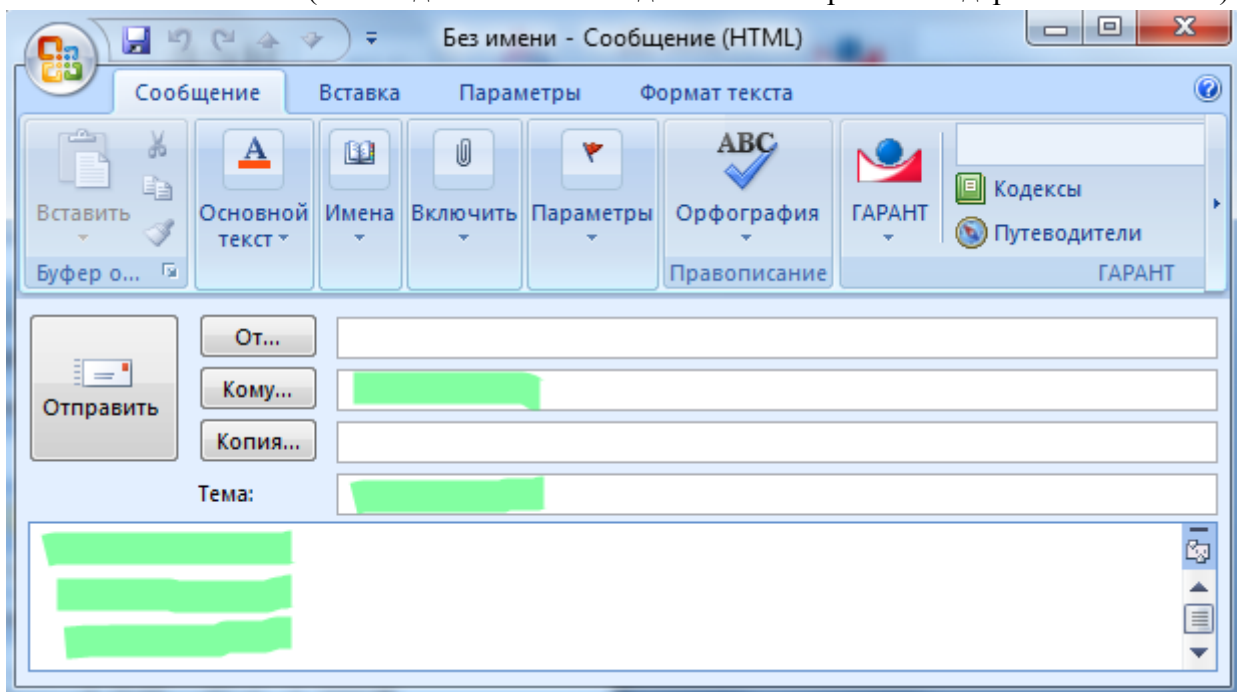 Без имени - Сообщение (HTML)
Сообщение Вставка Параметры Формат текста
Вставить
Основной текст
Имена
Включить
Параметры
ABC
Орфография
ГАРАНТ
Кодексы
Путеводители
Буфер о...
Правописание
ГАРАНТ
Отправить
От...
Кому...
Копия...
Тема: